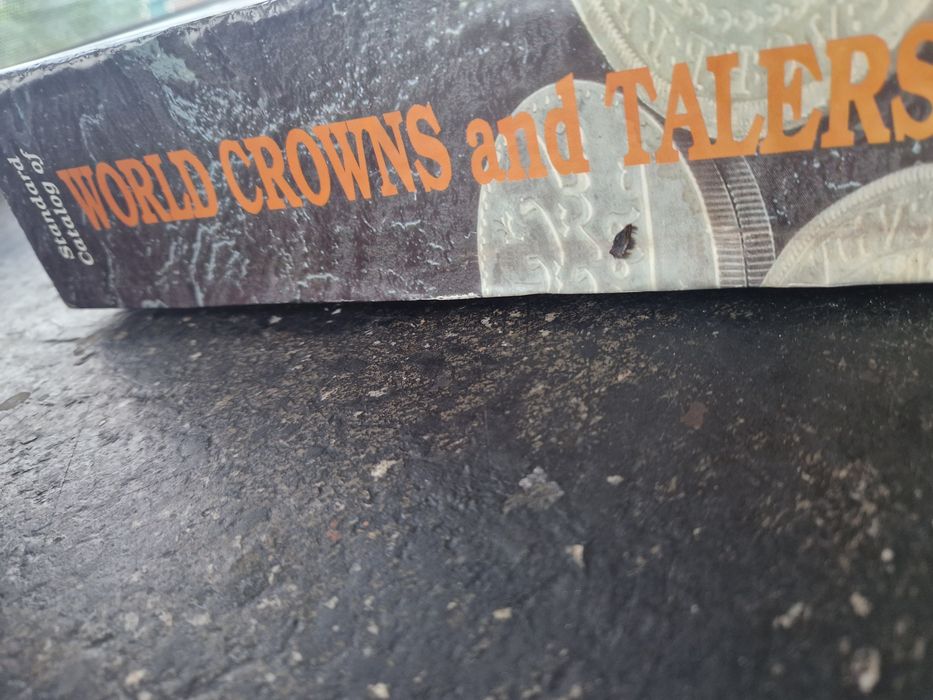 Standard
Catalog of
WORLD CROWNS and TALERS